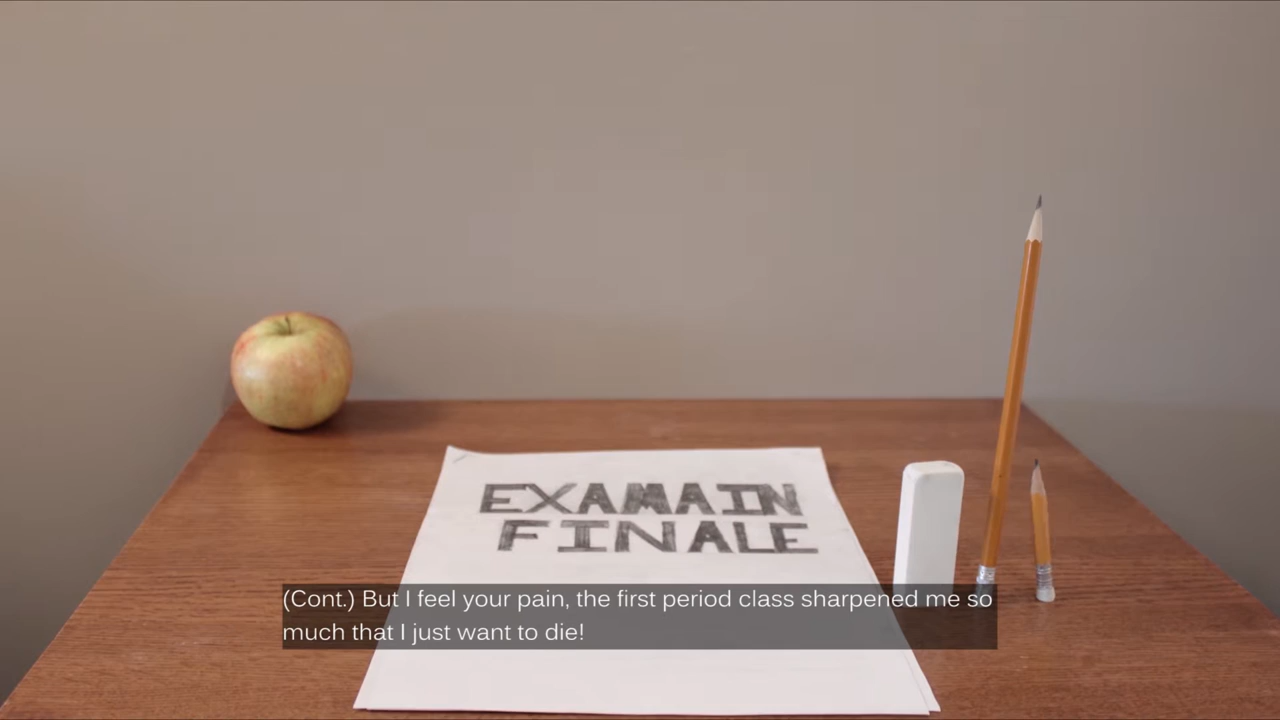 EXAMAIN
FINALE
(Cont.) But I feel your pain, the first period class sharpened me so
much that I just want to die!